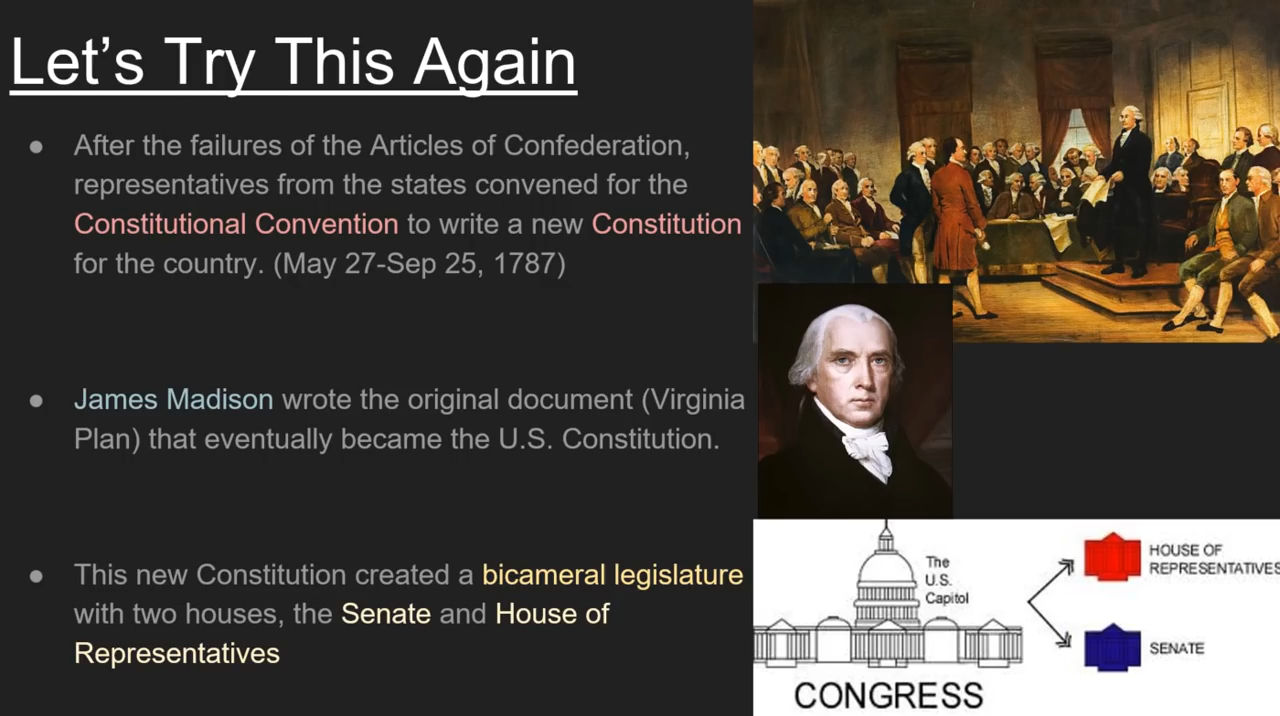 Let's Try This Again
● After the failures of the Articles of Confederation,
representatives from the states convened for the
Constitutional Convention to write a new Constitution
for the country. (May 27-Sep 25, 1787)
● James Madison wrote the original document (Virginia
Plan) that eventually became the U.S. Constitution.
● This new Constitution created a bicameral legislature
with two houses, the Senate and House of
Representatives
The
U.S.
Capitol
CONGRESS
HOUSE OF
REPRESENTATIVES
SENATE